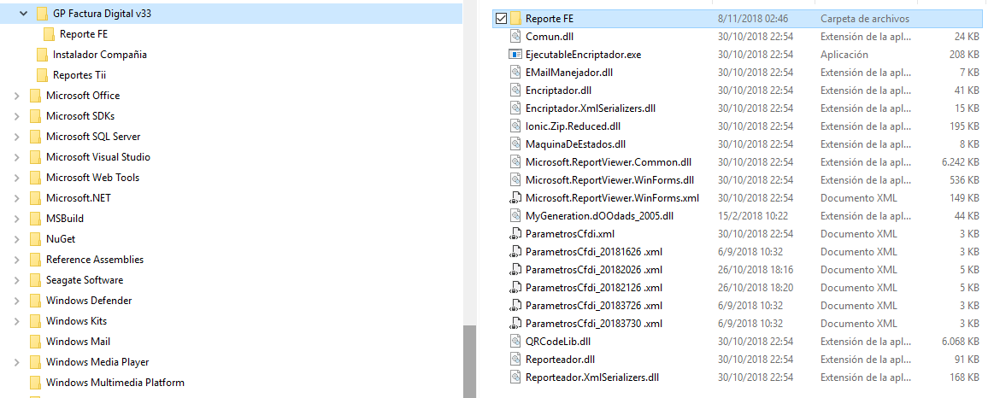 GP Factura Digital v33
Reporte FE
Instalador Compañia
Reportes Tii
Microsoft Office
Microsoft SDKs
Microsoft SQL Server
Microsoft Visual Studio
Microsoft Web Tools
Microsoft.NET
MSBuild
NuGet
Reference Assemblies
Seagate Software
Windows Defender
Windows Kits
Windows Mail
Windows Media Player
Windows Multimedia Platform
Reporte FE 8/11/2018 02:46 Carpeta de archivos
Comun.dll 30/10/2018 22:54 Extensión de la apl... 24 KB
EjecutableEncriptador.exe 30/10/2018 22:54 Aplicación 208 KB
EMailManejador.dll 30/10/2018 22:54 Extensión de la apl... 7 KB
Encriptador.dll 30/10/2018 22:54 Extensión de la apl... 41 KB
Encriptador.XmlSerializers.dll 30/10/2018 22:54 Extensión de la apl... 15 KB
Ionic.Zip.Reduced.dll 30/10/2018 22:54 Extensión de la apl... 195 KB
MaquinaDeEstados.dll 30/10/2018 22:54 Extensión de la apl... 8 KB
Microsoft.ReportViewer.Common.dll 30/10/2018 22:54 Extensión de la apl... 6.242 KB
Microsoft.ReportViewer.WinForms.dll 30/10/2018 22:54 Extensión de la apl... 536 KB
Microsoft.ReportViewer.WinForms.xml 30/10/2018 22:54 Documento XML 149 KB
MyGeneration.dOOdads_2005.dll 15/2/2018 10:22 Extensión de la apl... 44 KB
ParametrosCfdi.xml 30/10/2018 22:54 Documento XML 3 KB
ParametrosCfdi_20181626 .xml 6/9/2018 10:32 Documento XML 3 KB
ParametrosCfdi_20182026 .xml 26/10/2018 18:16 Documento XML 5 KB
ParametrosCfdi_20182126 .xml 26/10/2018 18:20 Documento XML 5 KB
ParametrosCfdi_20183726 .xml 6/9/2018 10:32 Documento XML 3 KB
ParametrosCfdi_20183730 .xml 6/9/2018 10:32 Documento XML 3 KB
QRCodeLib.dll 30/10/2018 22:54 Extensión de la apl... 6.068 KB
Reporteador.dll 30/10/2018 22:54 Extensión de la apl... 91 KB
Reporteador.XmlSerializers.dll 30/10/2018 22:54 Extensión de la apl... 168 KB